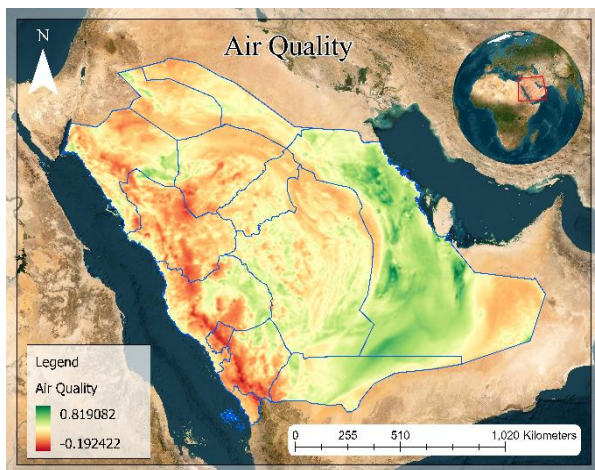 Air Quality
N
Legend
Air Quality
0.819082
-0.192422
0 255 510 1,020 Kilometers